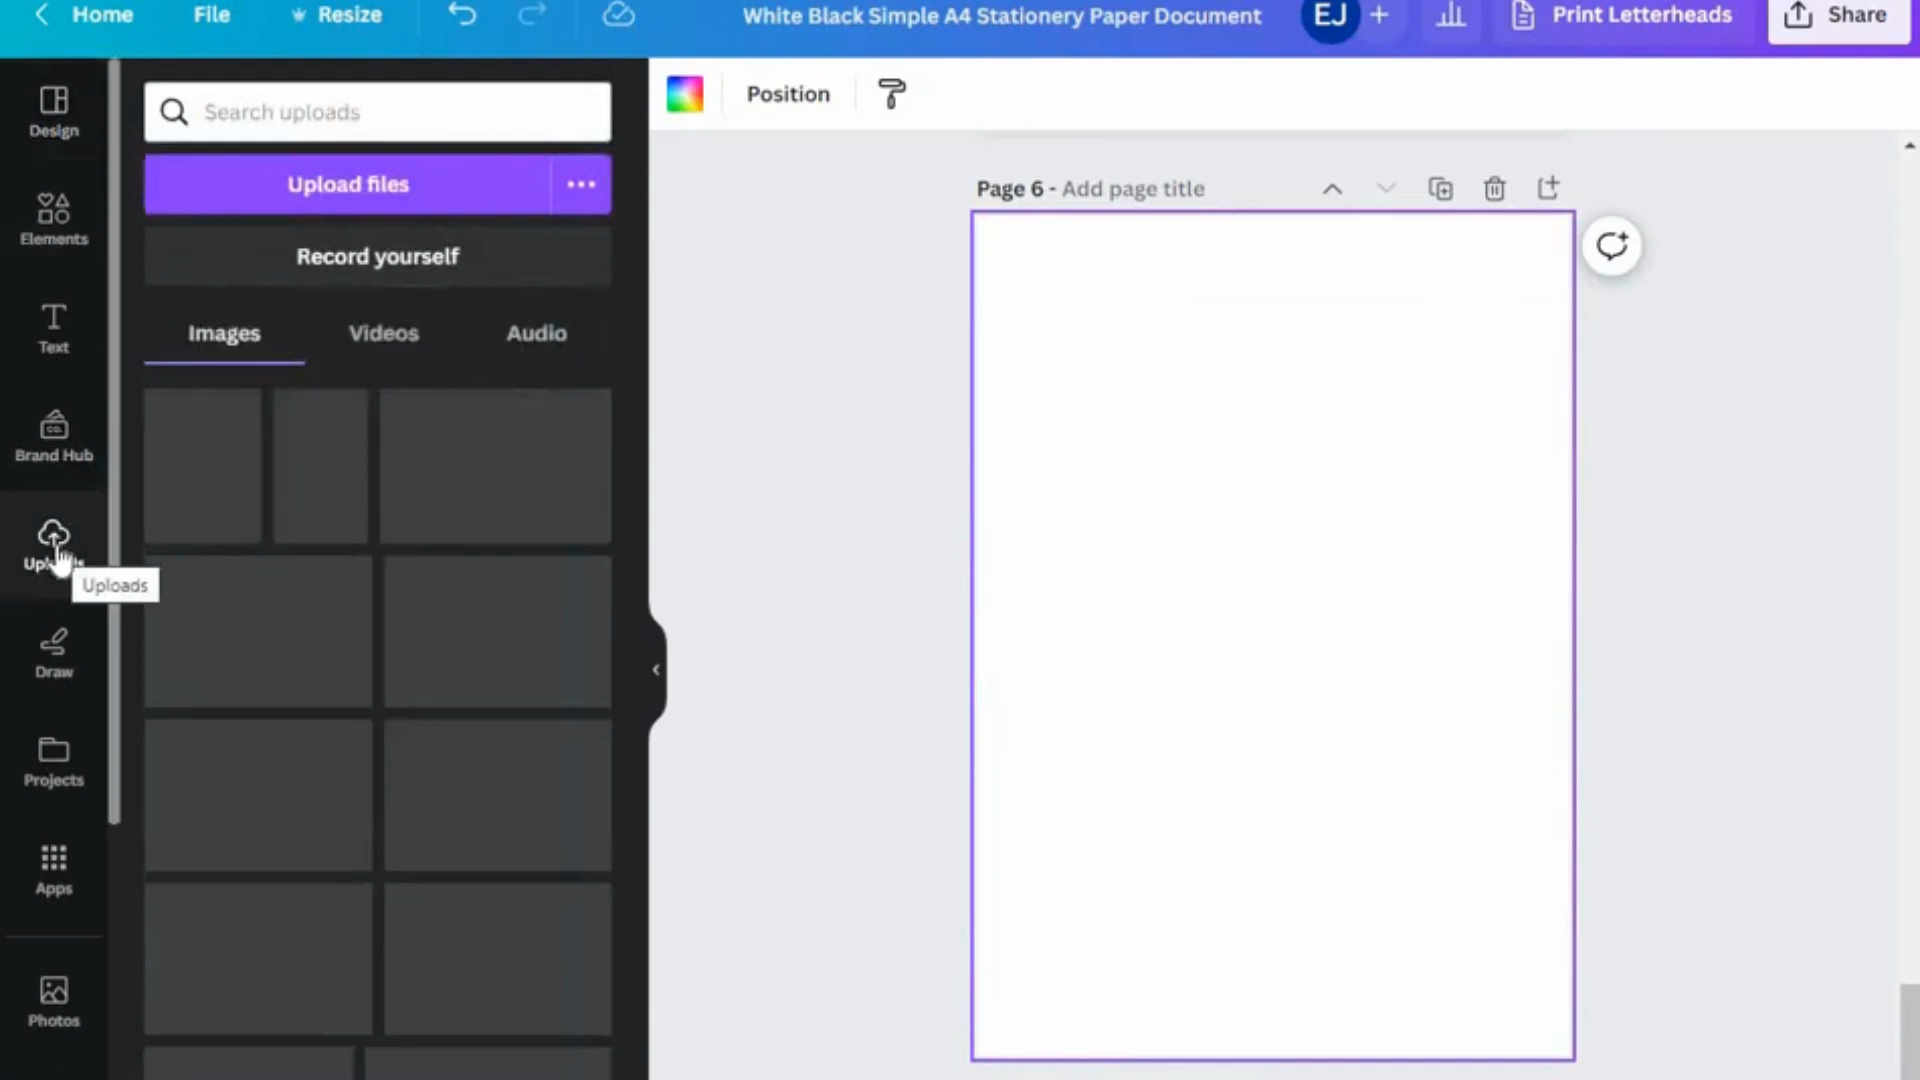 Home File Resize White Black Simple A4 Stationery Paper Document EJ Print Letterheads Share
Design
Elements
Text
Brand Hub
CO.
Uploads
Draw
Projects
Apps
Photos
Search uploads
Upload files
Record yourself
Images Videos Audio
Position
Page 6 - Add page title